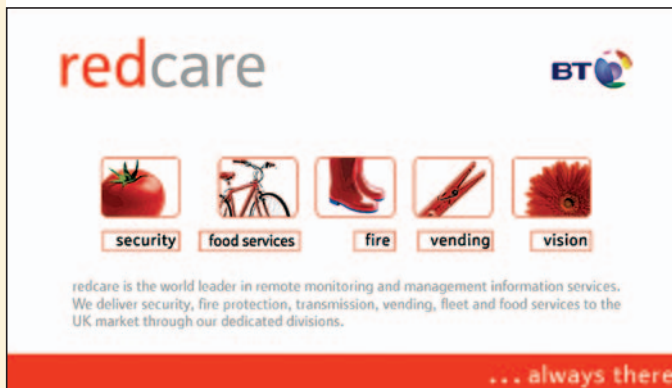 redcare
BT
security food services fire vending vision
redcare is the world leader in remote monitoring and management information services.
We deliver security, fire protection, transmission, vending, fleet and food services to the
UK market through our dedicated divisions.
... always there